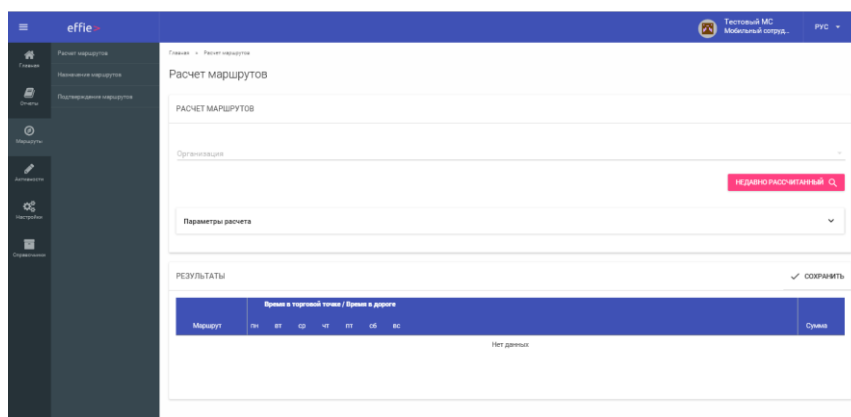 effie
Тестовый МС
Мобильный сотруд...
РУС
Главная
Отчеты
Маршруты
Активности
Настройки
Справочники
Расчет маршрутов
Назначение маршрутов
Подтверждение маршрутов
Главная > Расчет маршрутов
Расчет маршрутов
РАСЧЕТ МАРШРУТОВ
Организация
НЕДАВНО РАССЧИТАННЫЙ
Параметры расчета
РЕЗУЛЬТАТЫ
СОХРАНИТЬ
Время в торговой точке / Время в дороге
Маршрут пн вт ср чт пт сб вс Сумма
Нет данных